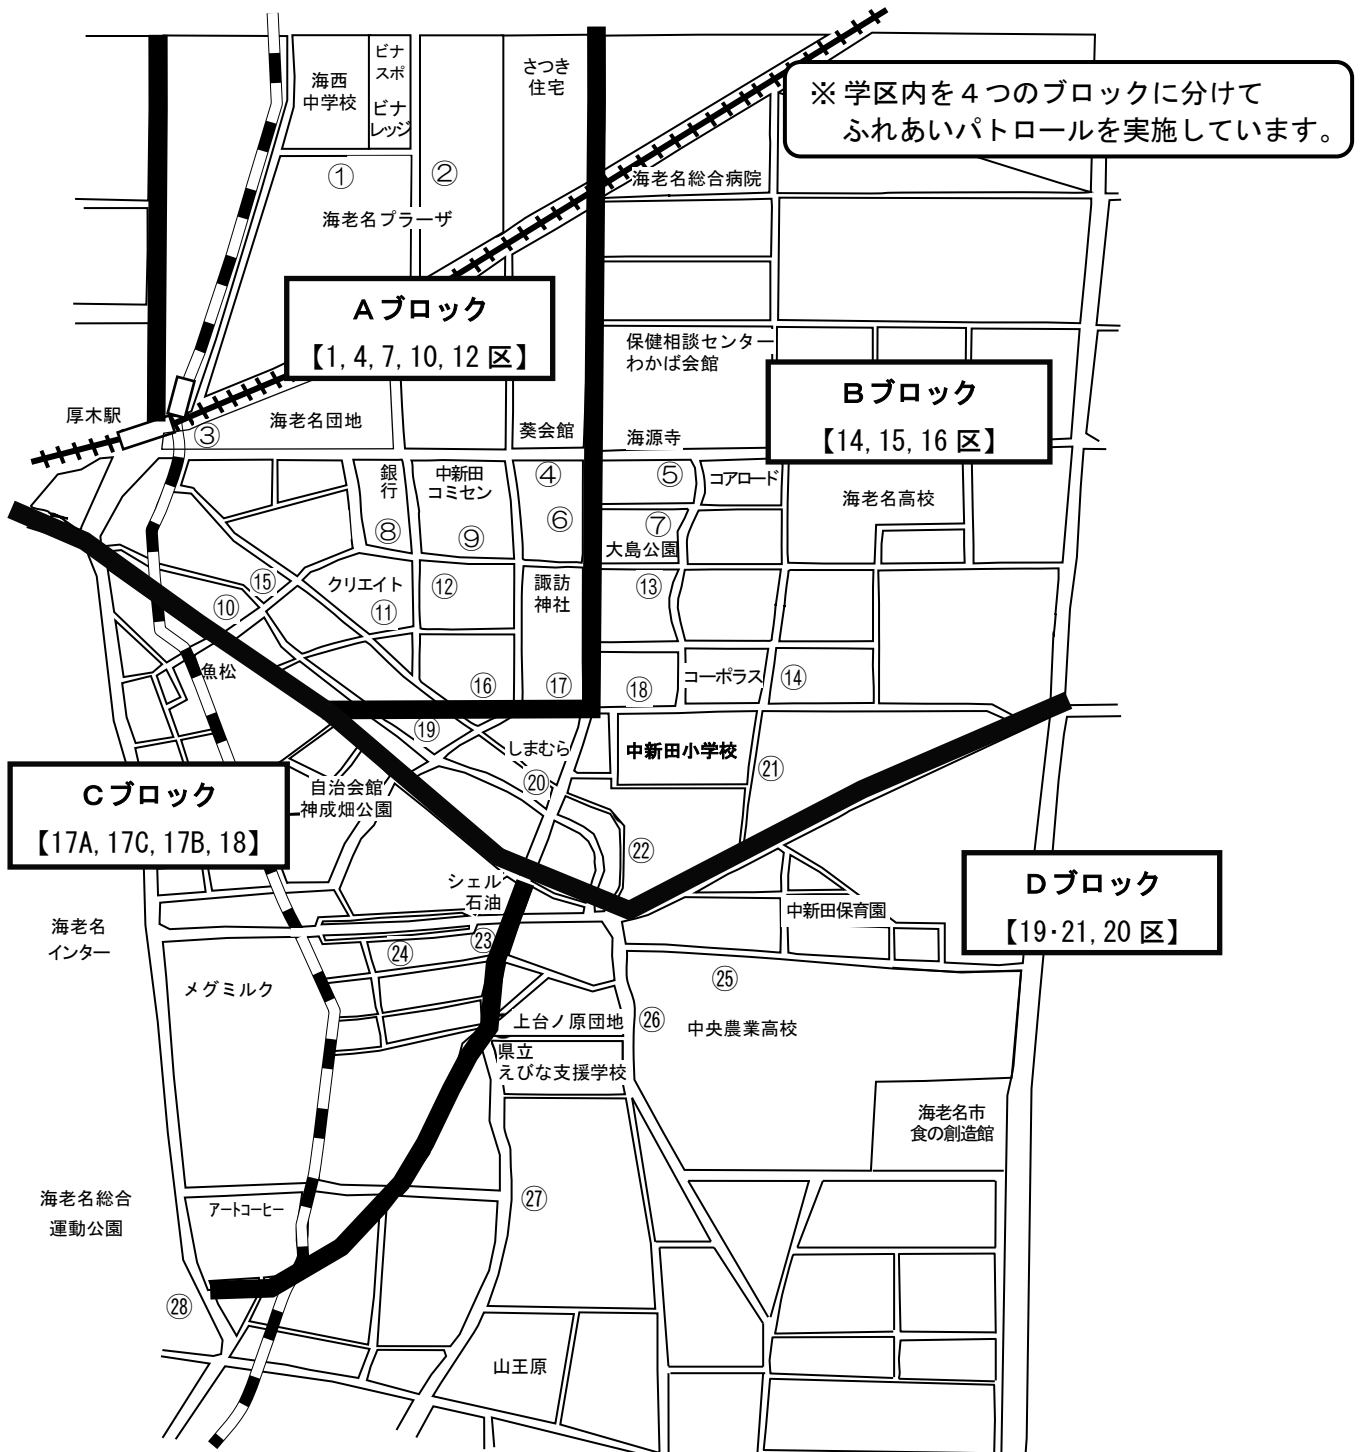 海西
中学校
ビナ
スポ
ビナ
レッジ
さつき
住宅
※ 学区内を４つのブロックに分けて
ふれあいパトロールを実施しています。
①
②
海老名総合病院
海老名プラーザ
Aブロック
【1, 4, 7, 10, 12 区】
保健相談センター
わかば会館
Bブロック
【14, 15, 16 区】
厚木駅
③
海老名団地
葵会館
海源寺
銀行
中新田
コミセン
④
⑤
コアロード
海老名高校
⑧
⑨
⑥
⑦
大島公園
⑮
クリエイト
⑫
諏訪
神社
⑬
⑩
⑪
魚松
⑯
⑰
⑱
コーポラス
⑭
⑲
しまむら
中新田小学校
⑳
㉑
Cブロック
【17A, 17C, 17B, 18】
自治会館
神成畑公園
㉒
シェル
石油
Dブロック
【19･21, 20 区】
中新田保育園
海老名
インター
㉔
㉓
メグミルク
㉕
上台ノ原団地
㉖
中央農業高校
県立
えびな支援学校
海老名市
食の創造館
海老名総合
運動公園
アートコーヒー
㉗
㉘
山王原